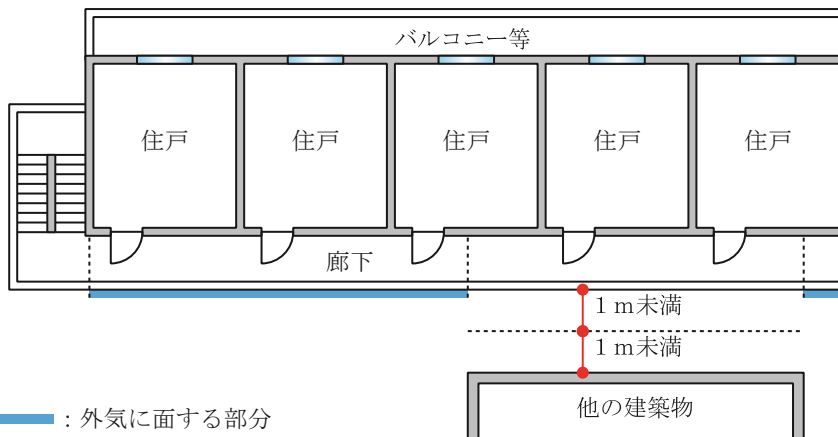 バルコニー等
住戸 住戸 住戸 住戸 住戸
廊下
１ｍ未満
１ｍ未満
他の建築物
：外気に面する部分